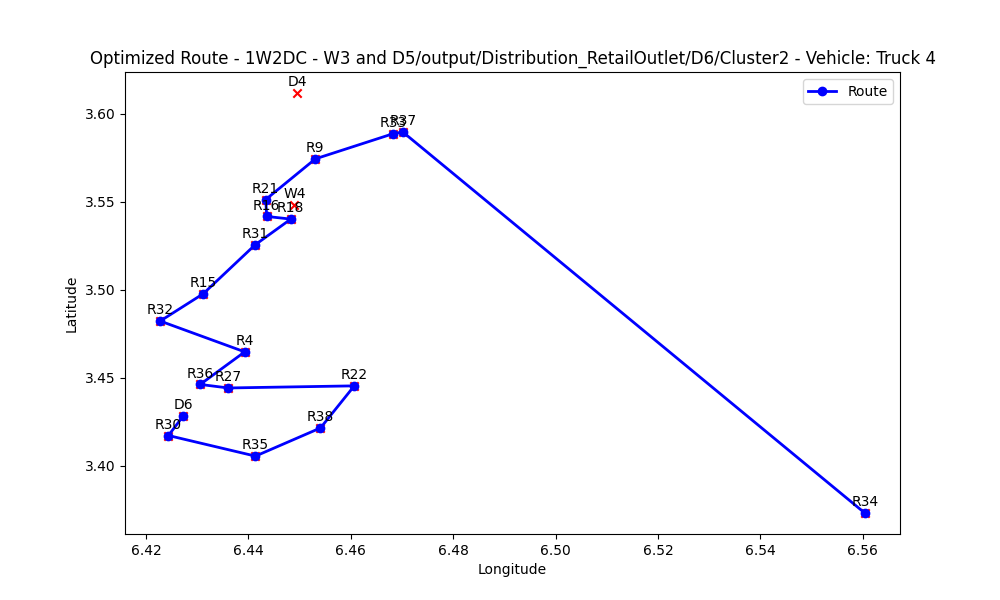 Optimized Route - 1W2DC - W3 and D5/output/Distribution_RetailOutlet/D6/Cluster2 - Vehicle: Truck 4
D4
Route
3.60
R33
R37
R9
R21
W4
3.55
R16
R18
R31
3.50
R15
R32
Latitude
R4
3.45
R36
R27
R22
D6
R30
R38
R35
3.40
R34
6.42 6.44 6.46 6.48 6.50 6.52 6.54 6.56
Longitude